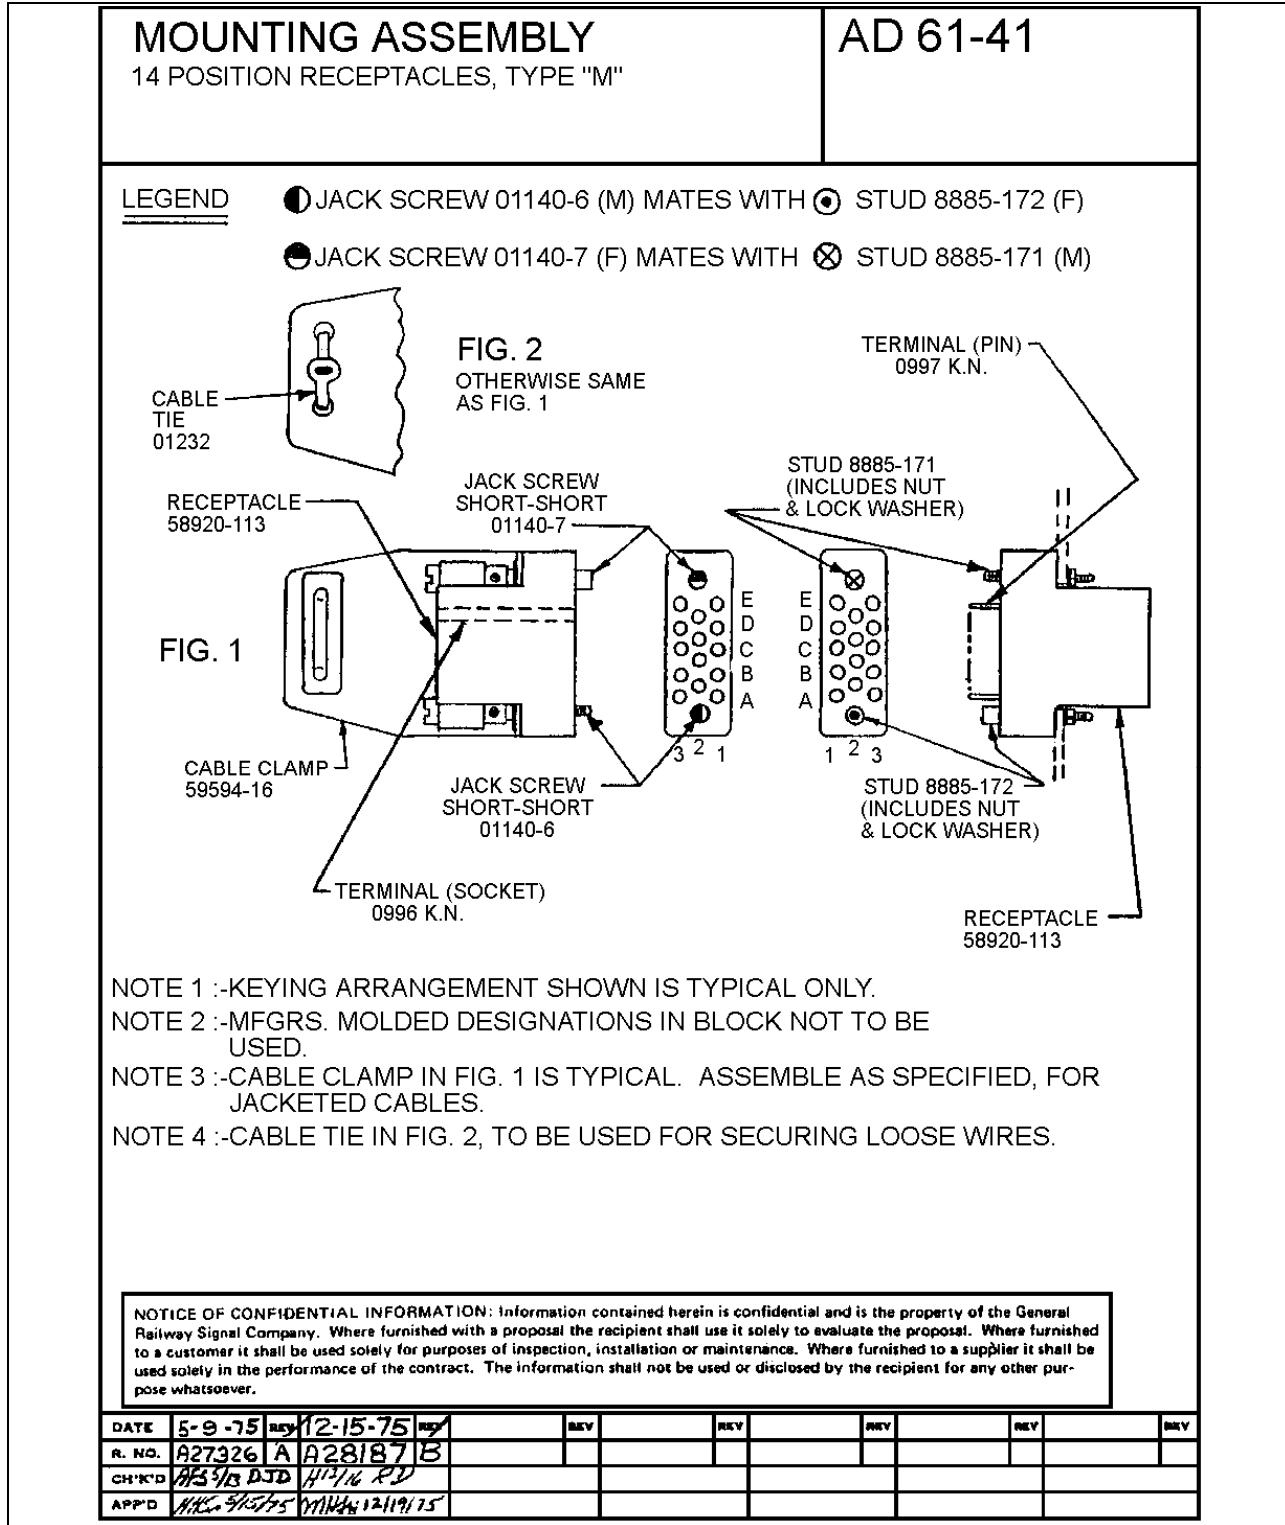 MOUNTING ASSEMBLY
14 POSITION RECEPTACLES, TYPE "M"
AD 61-41
LEGEND
JACK SCREW 01140-6 (M) MATES WITH STUD 8885-172 (F)
JACK SCREW 01140-7 (F) MATES WITH STUD 8885-171 (M)
FIG. 2
OTHERWISE SAME
AS FIG. 1
CABLE
TIE
01232
TERMINAL (PIN)
0997 K.N.
RECEPTACLE
58920-113
JACK SCREW
SHORT-SHORT
01140-7
STUD 8885-171
(INCLUDES NUT
& LOCK WASHER)
FIG. 1
E
D
C
B
A
3 2 1
E
D
C
B
A
1 2 3
CABLE CLAMP
59594-16
JACK SCREW
SHORT-SHORT
01140-6
STUD 8885-172
(INCLUDES NUT
& LOCK WASHER)
TERMINAL (SOCKET)
0996 K.N.
RECEPTACLE
58920-113
NOTE 1 :-KEYING ARRANGEMENT SHOWN IS TYPICAL ONLY.
NOTE 2 :-MFGRS. MOLDED DESIGNATIONS IN BLOCK NOT TO BE
USED.
NOTE 3 :-CABLE CLAMP IN FIG. 1 IS TYPICAL. ASSEMBLE AS SPECIFIED, FOR
JACKETED CABLES.
NOTE 4 :-CABLE TIE IN FIG. 2, TO BE USED FOR SECURING LOOSE WIRES.
NOTICE OF CONFIDENTIAL INFORMATION: Information contained herein is confidential and is the property of the General
Railway Signal Company. Where furnished with a proposal the recipient shall use it solely to evaluate the proposal. Where furnished
to a customer it shall be used solely for purposes of inspection, installation or maintenance. Where furnished to a supplier it shall be
used solely in the performance of the contract. The information shall not be used or disclosed by the recipient for any other pur-
pose whatsoever.
DATE 5-9-75 REV 12-15-75 REV REV REV REV REV REV
R. NO. A27326 A A28187 B
CH'K'D AFS 5/13 DJD 12/16
APP'D 5/15/75 12/19/75